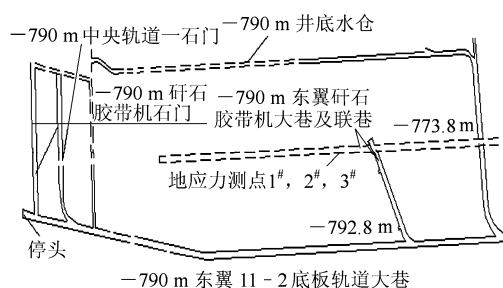 -790 m 井底水仓
-790 m 中央轨道一石门
-790 m 矸石
胶带机石门
-790 m 东翼矸石
胶带机大巷及联巷
-773.8 m
地应力测点1#，2#，3#
-792.8 m
停头
-790 m 东翼 11-2 底板轨道大巷